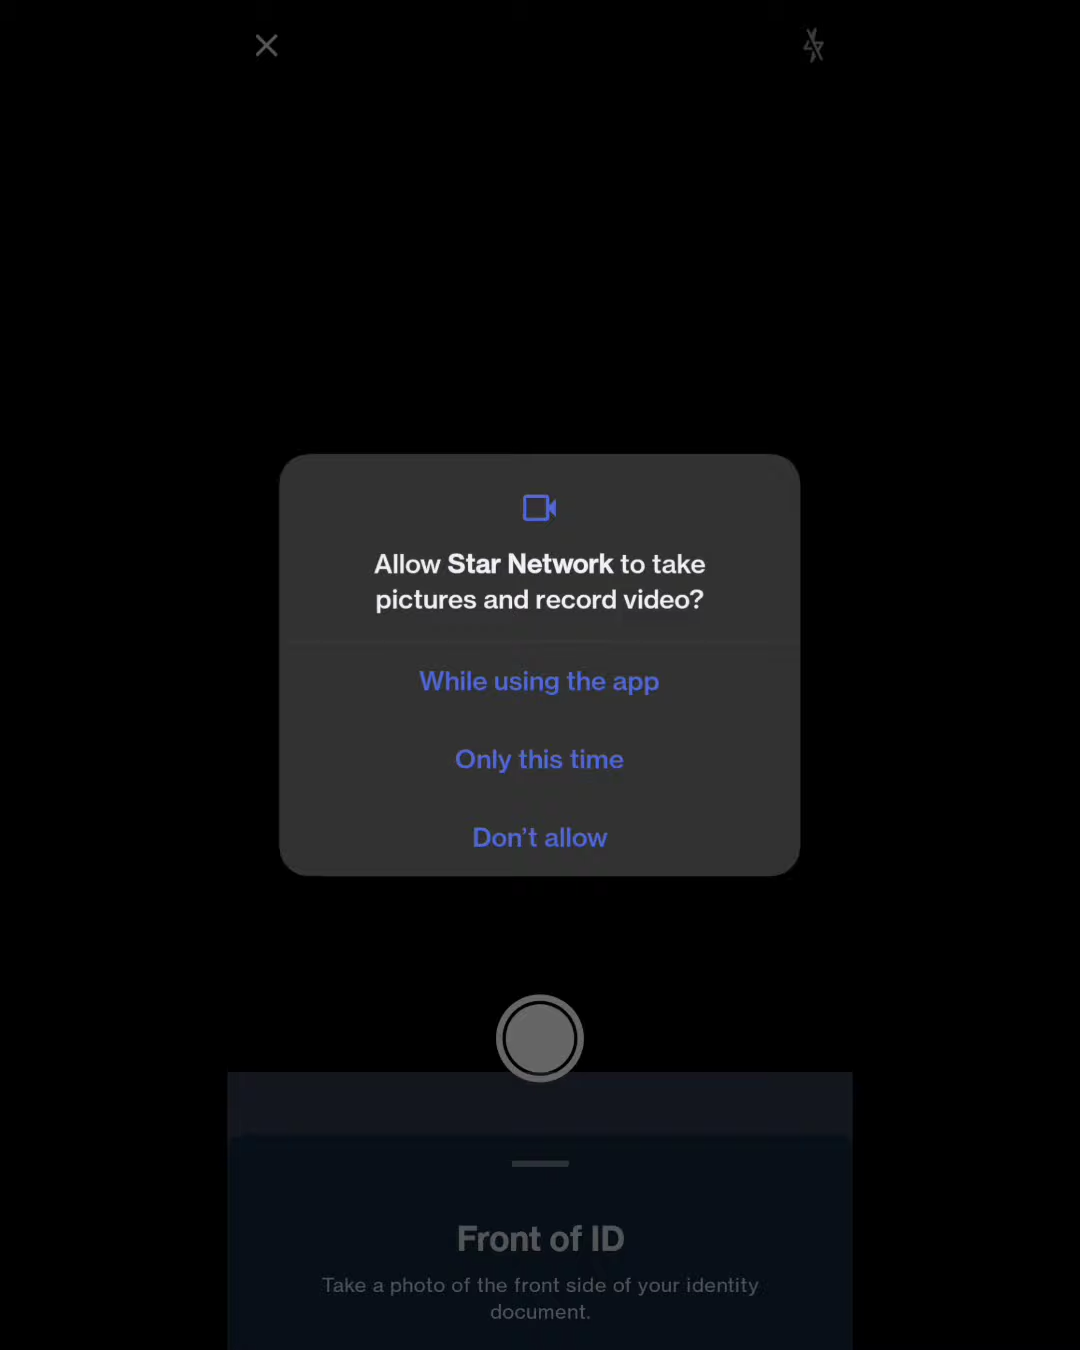 Allow Star Network to take
pictures and record video?
While using the app
Only this time
Don’t allow
Front of ID
Take a photo of the front side of your identity
document.